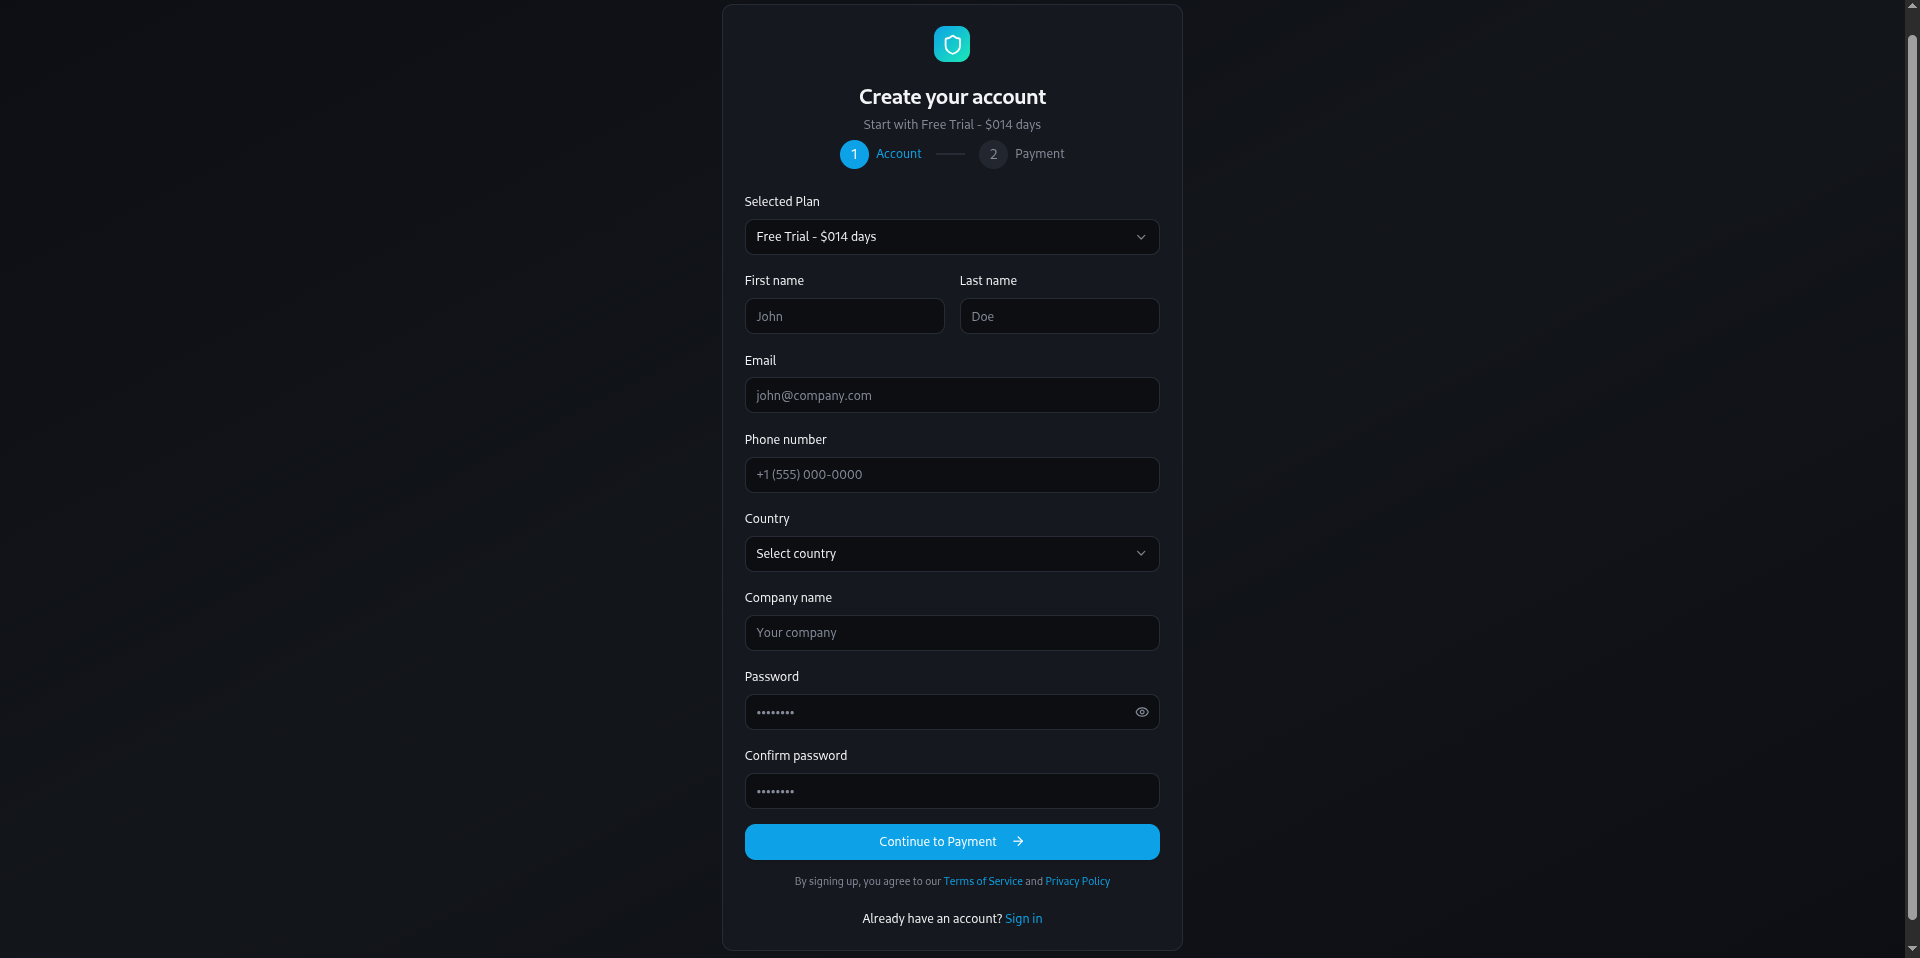 Create your account
Start with Free Trial - $014 days
1 Account 2 Payment
Selected Plan
Free Trial - $014 days
First name Last name
John Doe
Email
john@company.com
Phone number
+1 (555) 000-0000
Country
Select country
Company name
Your company
Password
••••••••
Confirm password
••••••••
Continue to Payment →
By signing up, you agree to our Terms of Service and Privacy Policy
Already have an account? Sign in